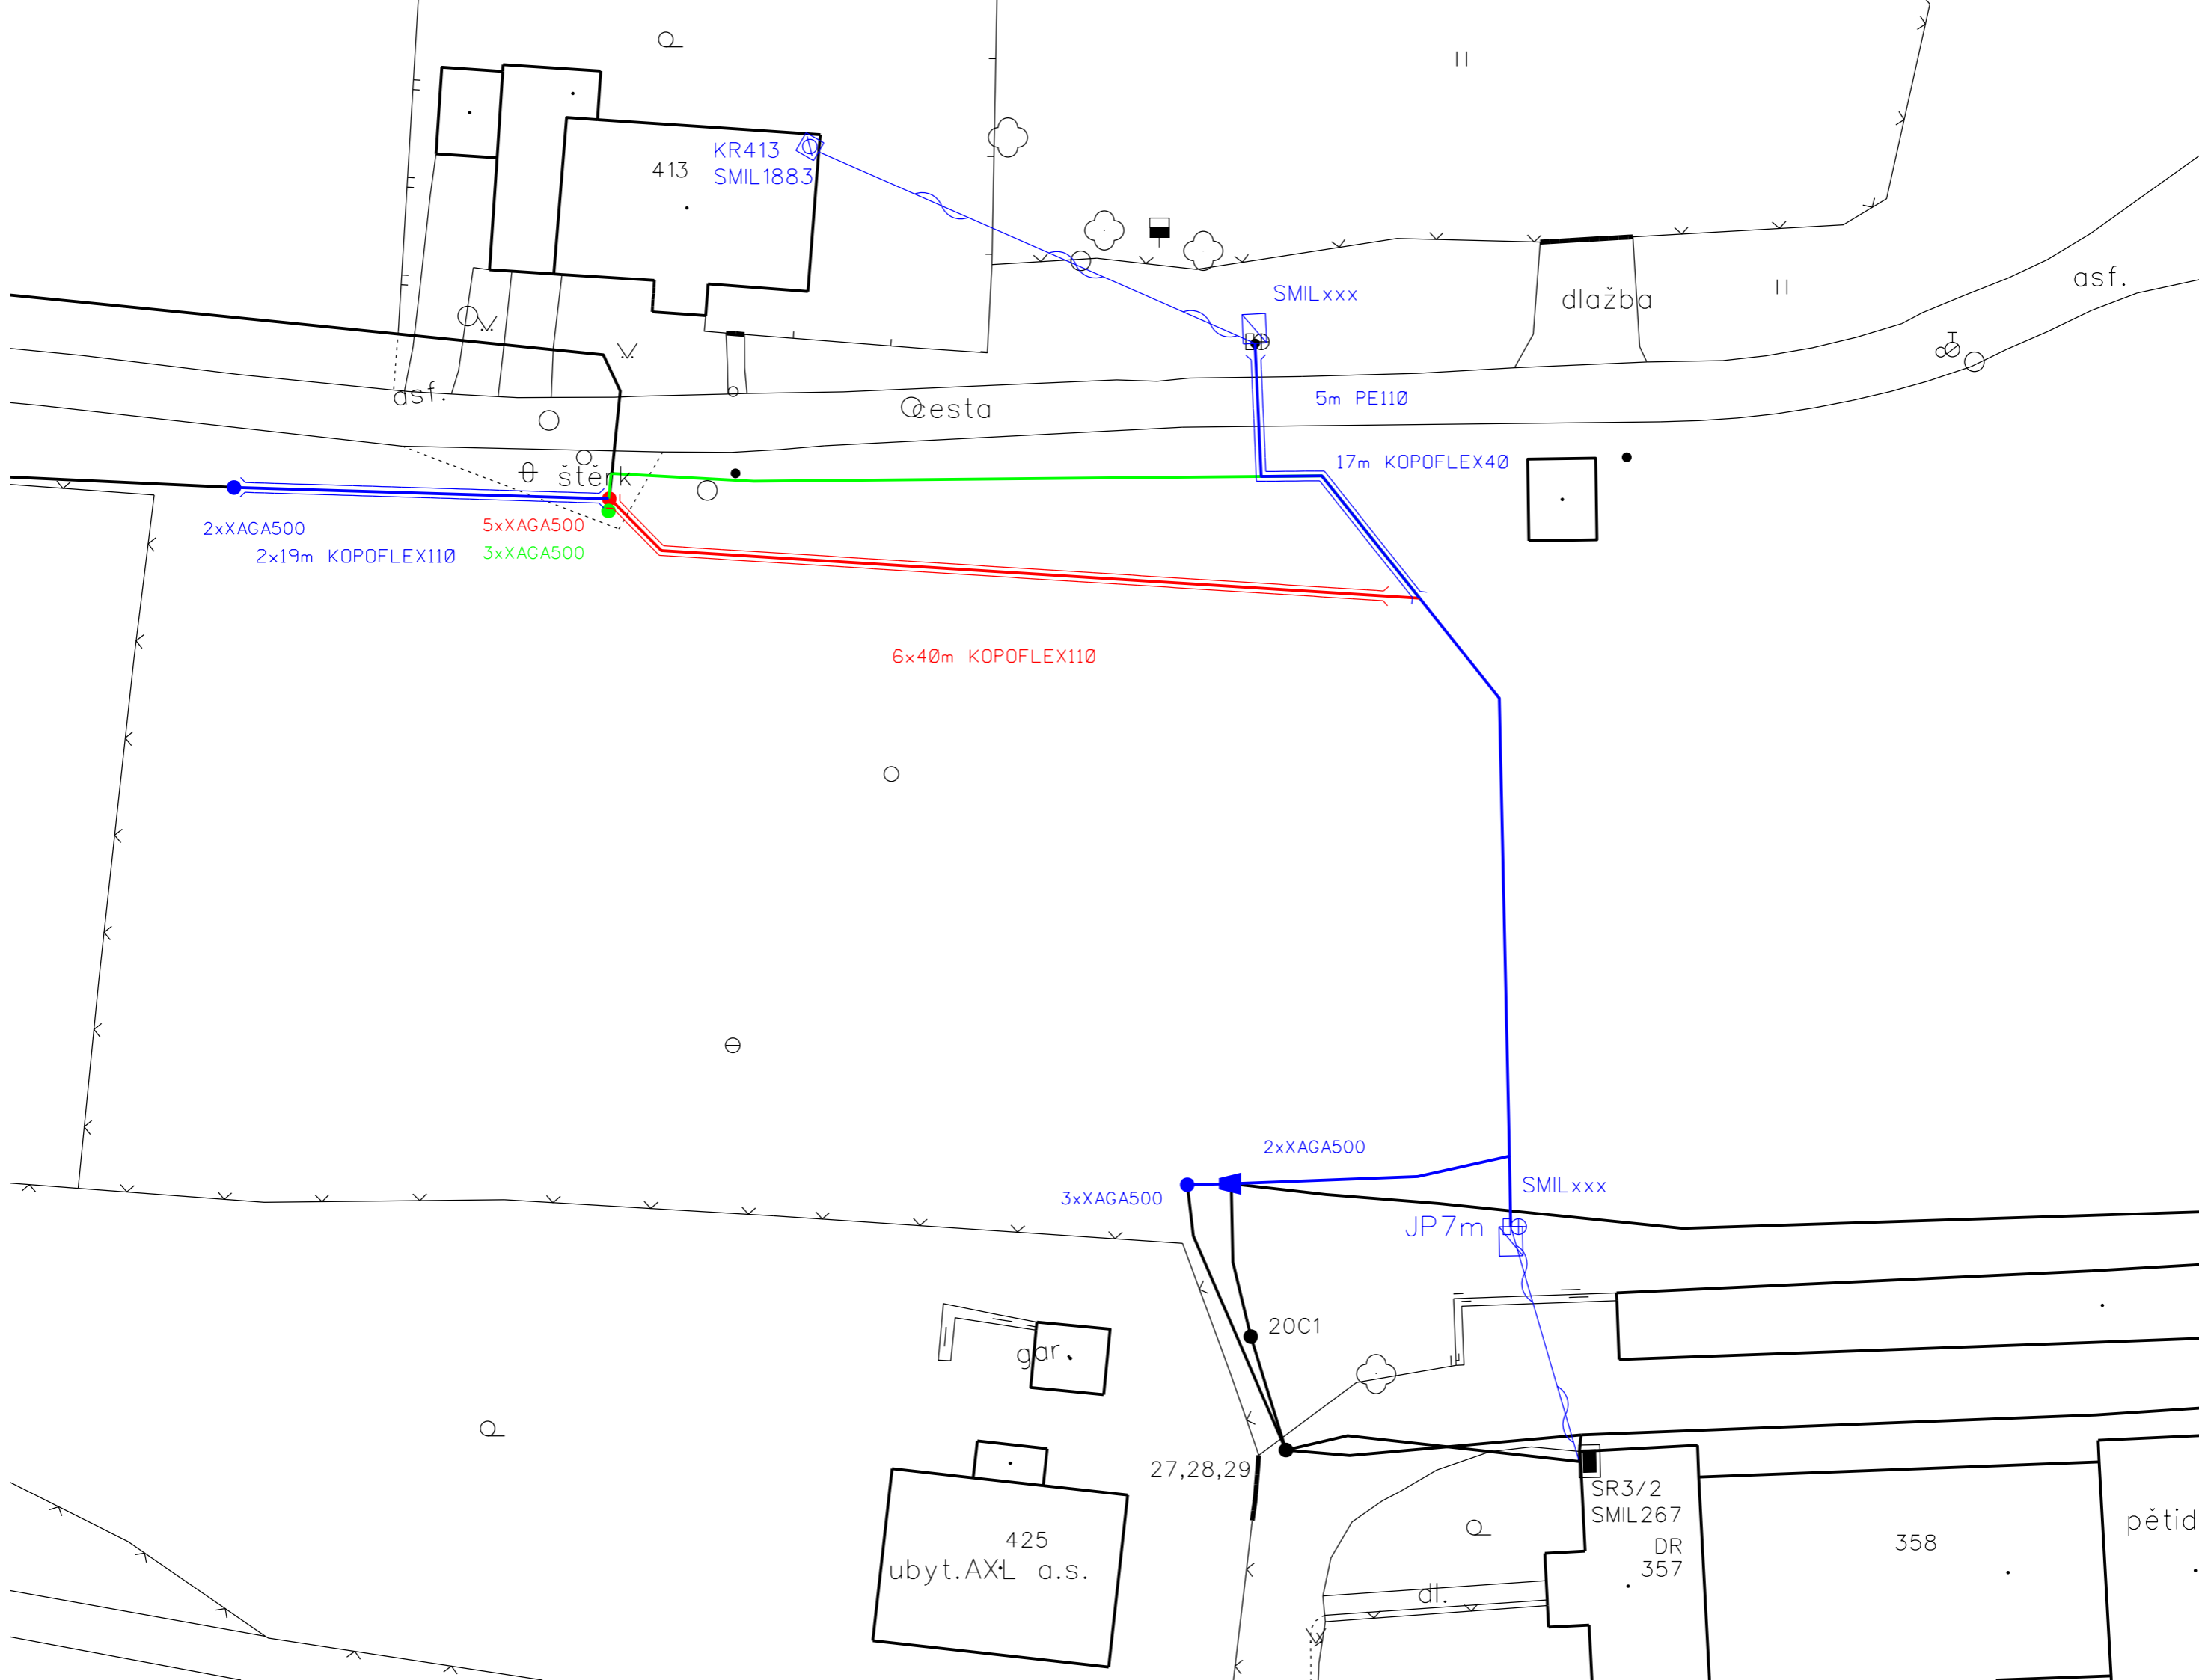 KR413
413
SMIL1883
SMILxxx
dlažba
asf.
asf.
cesta
5m PE110
štěrk
17m KOPOFLEX40
2xXAGA500
5xXAGA500
2x19m KOPOFLEX110
3xXAGA500
6x40m KOPOFLEX110
2xXAGA500
3xXAGA500
SMILxxx
JP7m
20C1
gar.
27,28,29
SR3/2
SMIL267
DR
357
358
pětid
425
ubyt.AXL a.s.
dl.